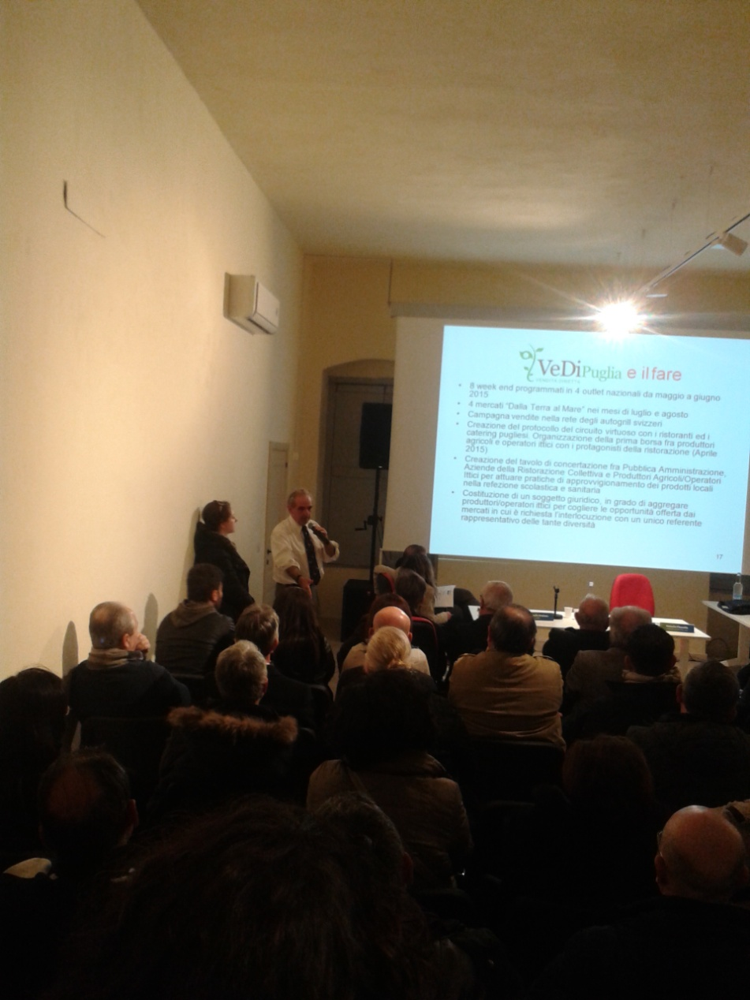 VeDiPuglia e il fare
VENDITA DIRETTA
• 8 week end programmati in 4 outlet nazionali da maggio a giugno
2015
• 4 mercati "Dalla Terra al Mare" nei mesi di luglio e agosto
• Campagna vendite nella rete degli autogrill svizzeri
• Creazione del protocollo del circuito virtuoso con i ristoranti ed i
catering pugliesi. Organizzazione della prima borsa fra produttori
agricoli e operatori ittici con i protagonisti della ristorazione (Aprile
2015)
• Creazione del tavolo di concertazione fra Pubblica Amministrazione,
Aziende della Ristorazione Collettiva e Produttori Agricoli/Operatori
Ittici per attuare pratiche di approvvigionamento dei prodotti locali
nella refezione scolastica e sanitaria
• Costituzione di un soggetto giuridico, in grado di aggregare
produttori/operatori ittici per cogliere le opportunità offerta dai
mercati in cui è richiesta l'interlocuzione con un unico referente
rappresentativo delle tante diversità
17